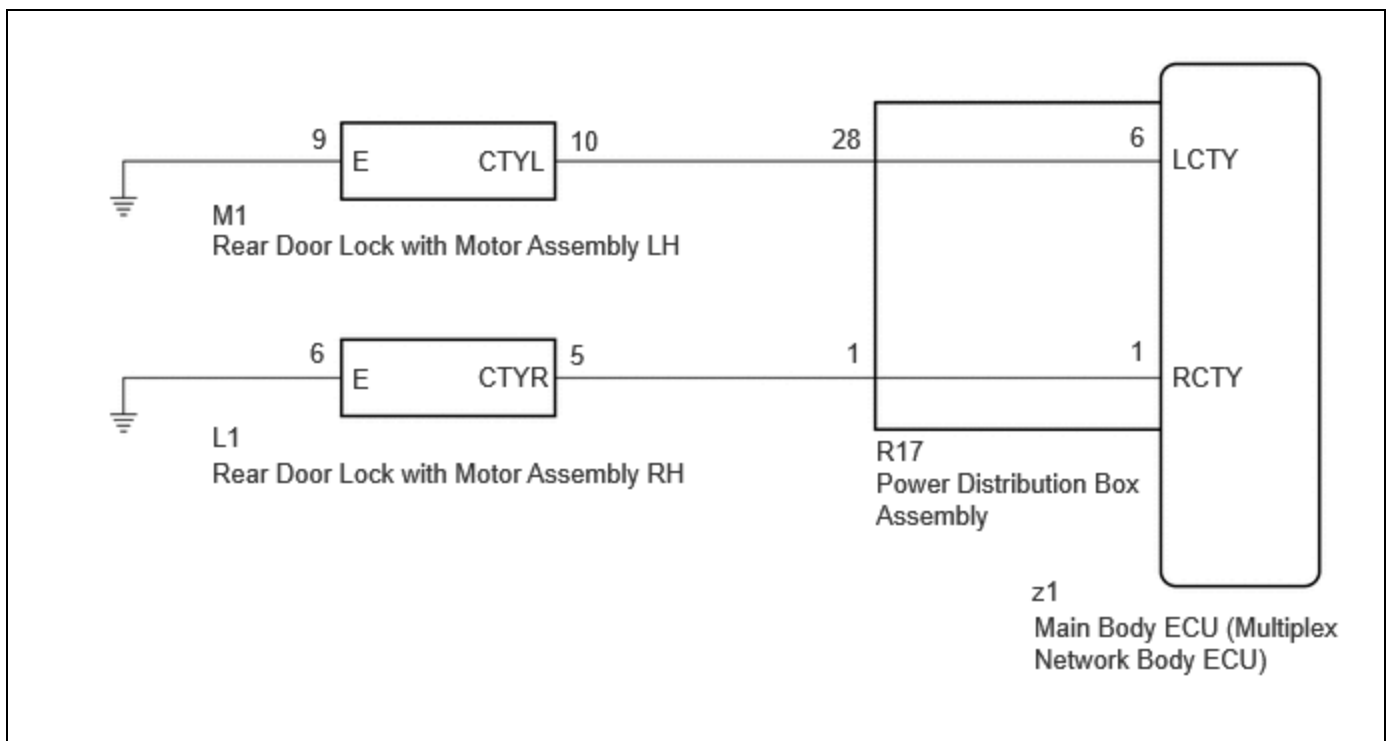 9 E CTYL 10 28 6 LCTY
M1
Rear Door Lock with Motor Assembly LH
6 E CTYR 5 1 1 RCTY
L1
Rear Door Lock with Motor Assembly RH
R17
Power Distribution Box
Assembly
z1
Main Body ECU (Multiplex
Network Body ECU)